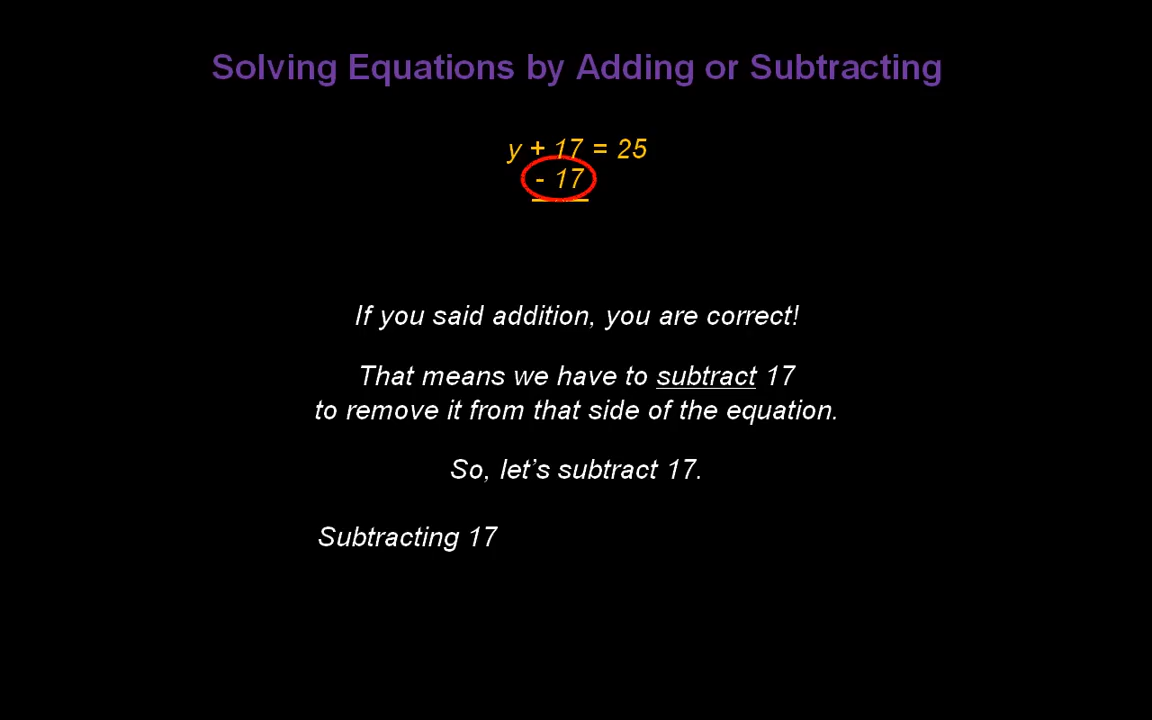 Solving Equations by Adding or Subtracting
y + 17 = 25
- 17
If you said addition, you are correct!
That means we have to subtract 17
to remove it from that side of the equation.
So, let’s subtract 17.
Subtracting 17